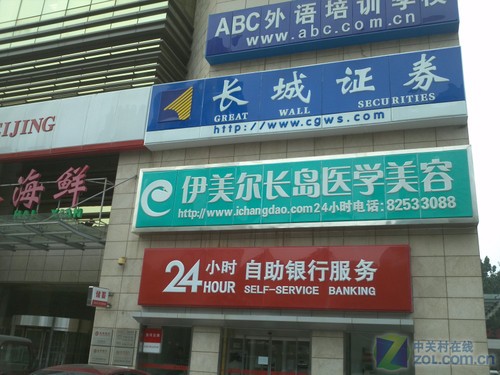 ABC外语培训学校
www.abc.com.cn
长城证券
GREAT WALL SECURITIES
http://www.cgws.com
IJING
海鲜
伊美尔长岛医学美容
http://www.ichangdao.com24小时电话:82533088
24小时 自助银行服务
HOUR SELF-SERVICE BANKING
中关村在线
ZOL.com.cn